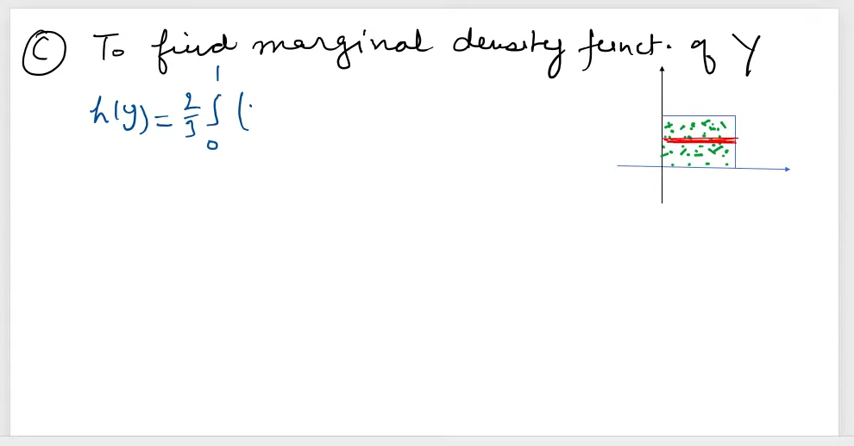 C To find marginal density funct. of Y
h(y) = 2/3 ∫₀¹ (